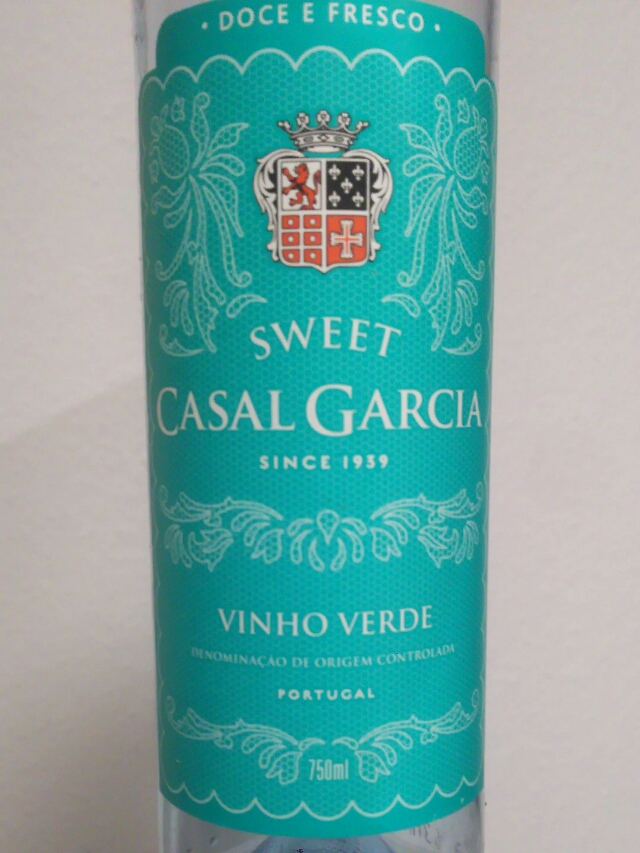 · DOCE E FRESCO ·
SWEET
CASAL GARCIA
SINCE 1939
VINHO VERDE
DENOMINAÇÃO DE ORIGEM CONTROLADA
PORTUGAL
750ml